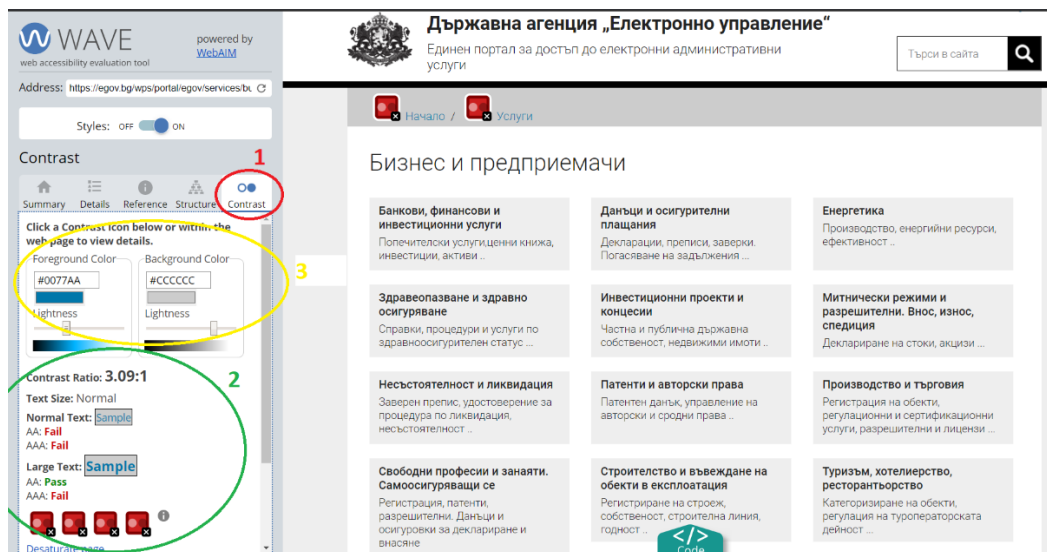 WAVE
web accessibility evaluation tool
powered by
WebAIM
Address: https://egov.bg/wps/portal/egov/services/bu
Styles: OFF ON
Contrast
1
Summary Details Reference Structure Contrast
Click a Contrast icon below or within the
web page to view details.
Foreground Color Background Color
#0077AA #CCCCCC
Lightness Lightness
3
Contrast Ratio: 3.09:1
2
Text Size: Normal
Normal Text: Sample
AA: Fail
AAA: Fail
Large Text: Sample
AA: Pass
AAA: Fail
Desaturate page
Държавна агенция „Електронно управление“
Единен портал за достъп до електронни административни
услуги
Търси в сайта
Начало / Услуги
Бизнес и предприемачи
Банкови, финансови и
инвестиционни услуги
Попечителски услуги,ценни книжа,
инвестиции, активи ..
Данъци и осигурителни
плащания
Декларации, преписи, заверки.
Погасяване на задължения ...
Енергетика
Производство, енергийни ресурси,
ефективност ..
Здравеопазване и здравно
осигуряване
Справки, процедури и услуги по
здравноосигурителен статус ...
Инвестиционни проекти и
концесии
Частна и публична държавна
собственост, недвижими имоти ..
Митнически режими и
разрешителни. Внос, износ,
спедиция
Деклариране на стоки, акцизи ...
Несъстоятелност и ликвидация
Заверен препис, удостоверение за
процедура по ликвидация,
несъстоятелност ..
Патенти и авторски права
Патентен данък, управление на
авторски и сродни права ..
Производство и търговия
Регистрация на обекти,
регулационни и сертификационни
услуги, разрешителни и лицензи ...
Свободни професии и занаяти.
Самоосигуряващи се
Регистрация, патенти,
разрешителни. Данъци и
осигуровки за деклариране и
внасяне
Строителство и въвеждане на
обекти в експлоатация
Регистриране на строеж,
собственост, строителна линия,
годност ..
Туризъм, хотелиерство,
ресторантьорство
Категоризиране на обекти,
регулация на туроператорската
дейност ...
</> Code